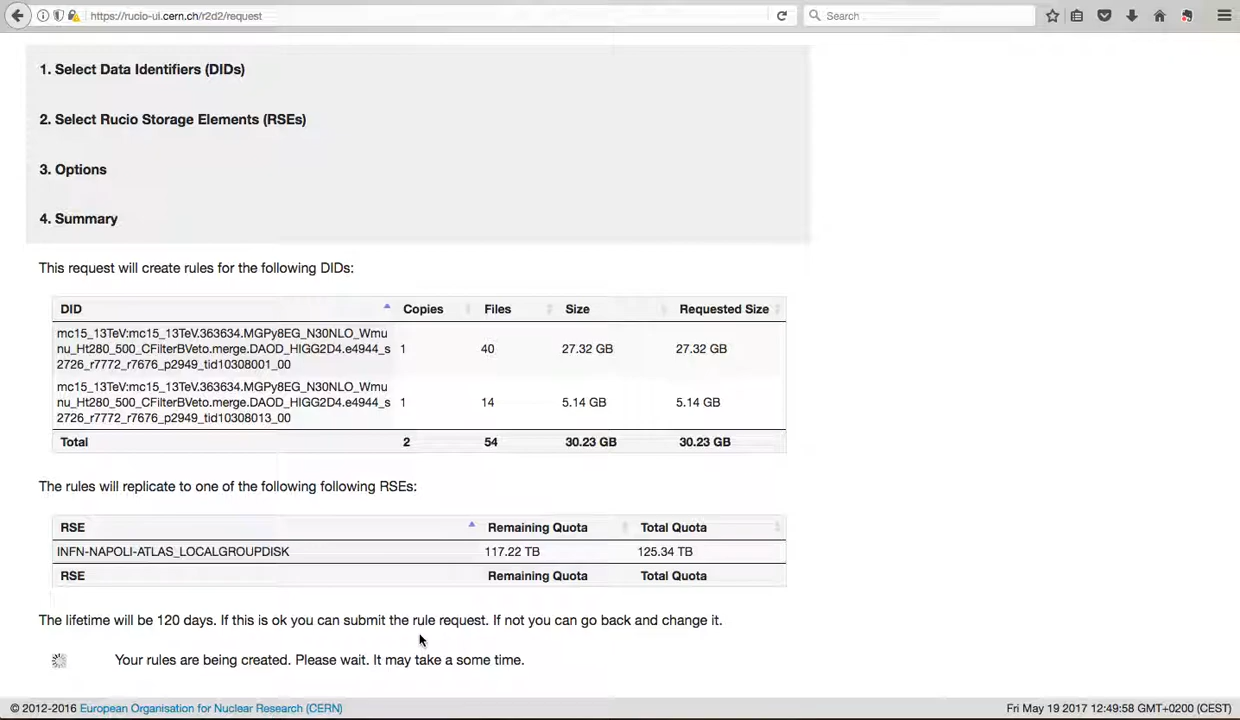 https://rucio-ui.cern.ch/r2d2/request
Search
1. Select Data Identifiers (DIDs)
2. Select Rucio Storage Elements (RSEs)
3. Options
4. Summary
This request will create rules for the following DIDs:
DID Copies Files Size Requested Size
mc15_13TeV:mc15_13TeV.363634.MGPy8EG_N30NLO_Wmu
nu_Ht280_500_CFilterBVeto.merge.DAOD_HIGG2D4.e4944_s 1 40 27.32 GB 27.32 GB
2726_r7772_r7676_p2949_tid10308001_00
mc15_13TeV:mc15_13TeV.363634.MGPy8EG_N30NLO_Wmu
nu_Ht280_500_CFilterBVeto.merge.DAOD_HIGG2D4.e4944_s 1 14 5.14 GB 5.14 GB
2726_r7772_r7676_p2949_tid10308013_00
Total 2 54 30.23 GB 30.23 GB
The rules will replicate to one of the following following RSEs:
RSE Remaining Quota Total Quota
INFN-NAPOLI-ATLAS_LOCALGROUPDISK 117.22 TB 125.34 TB
RSE Remaining Quota Total Quota
The lifetime will be 120 days. If this is ok you can submit the rule request. If not you can go back and change it.
Your rules are being created. Please wait. It may take a some time.
© 2012-2016 European Organisation for Nuclear Research (CERN) Fri May 19 2017 12:49:58 GMT+0200 (CEST)